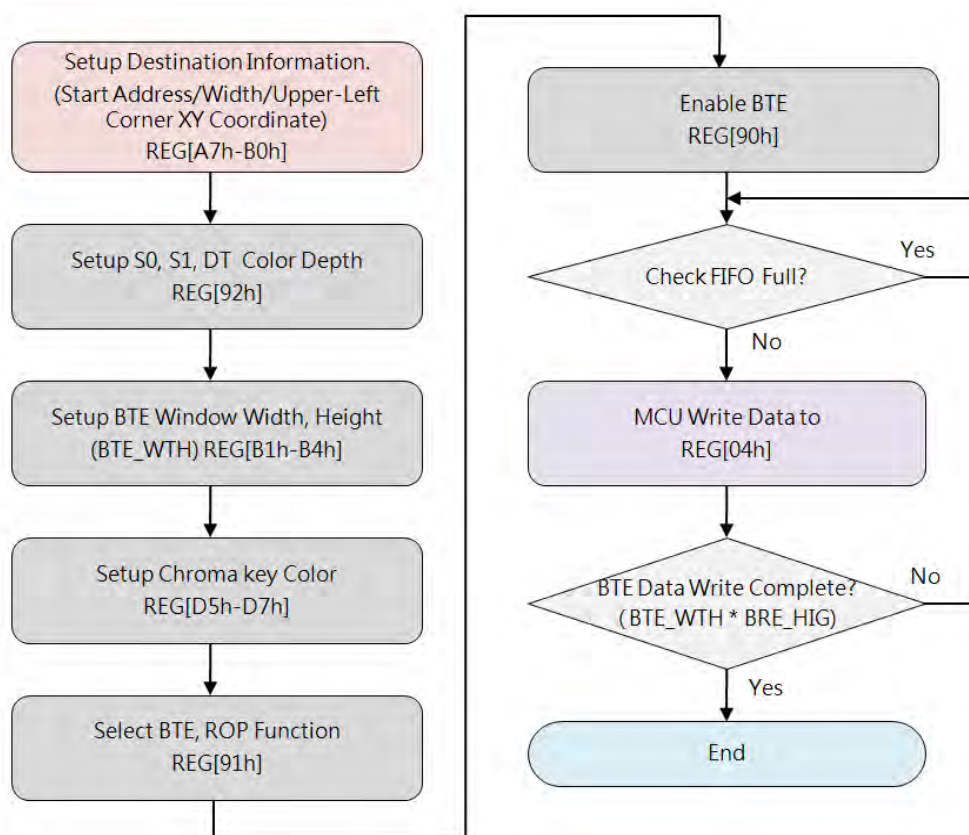 Setup Destination Information.
(Start Address/Width/Upper-Left
Corner XY Coordinate)
REG[A7h-B0h]
Setup S0, S1, DT Color Depth
REG[92h]
Setup BTE Window Width, Height
(BTE_WTH) REG[B1h-B4h]
Setup Chroma key Color
REG[D5h-D7h]
Select BTE, ROP Function
REG[91h]
Enable BTE
REG[90h]
Check FIFO Full?
Yes
No
MCU Write Data to
REG[04h]
BTE Data Write Complete?
( BTE_WTH * BRE_HIG)
No
Yes
End